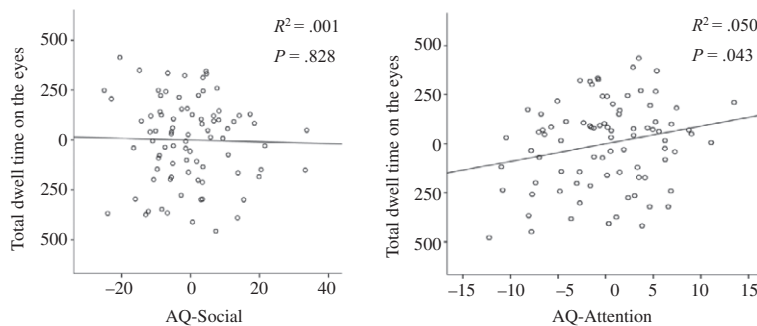 R² = .001
P = .828
500
250
0
250
500
Total dwell time on the eyes
−20
0
20
40
AQ-Social
R² = .050
P = .043
500
250
0
250
500
Total dwell time on the eyes
−15
−10
−5
0
5
10
15
AQ-Attention